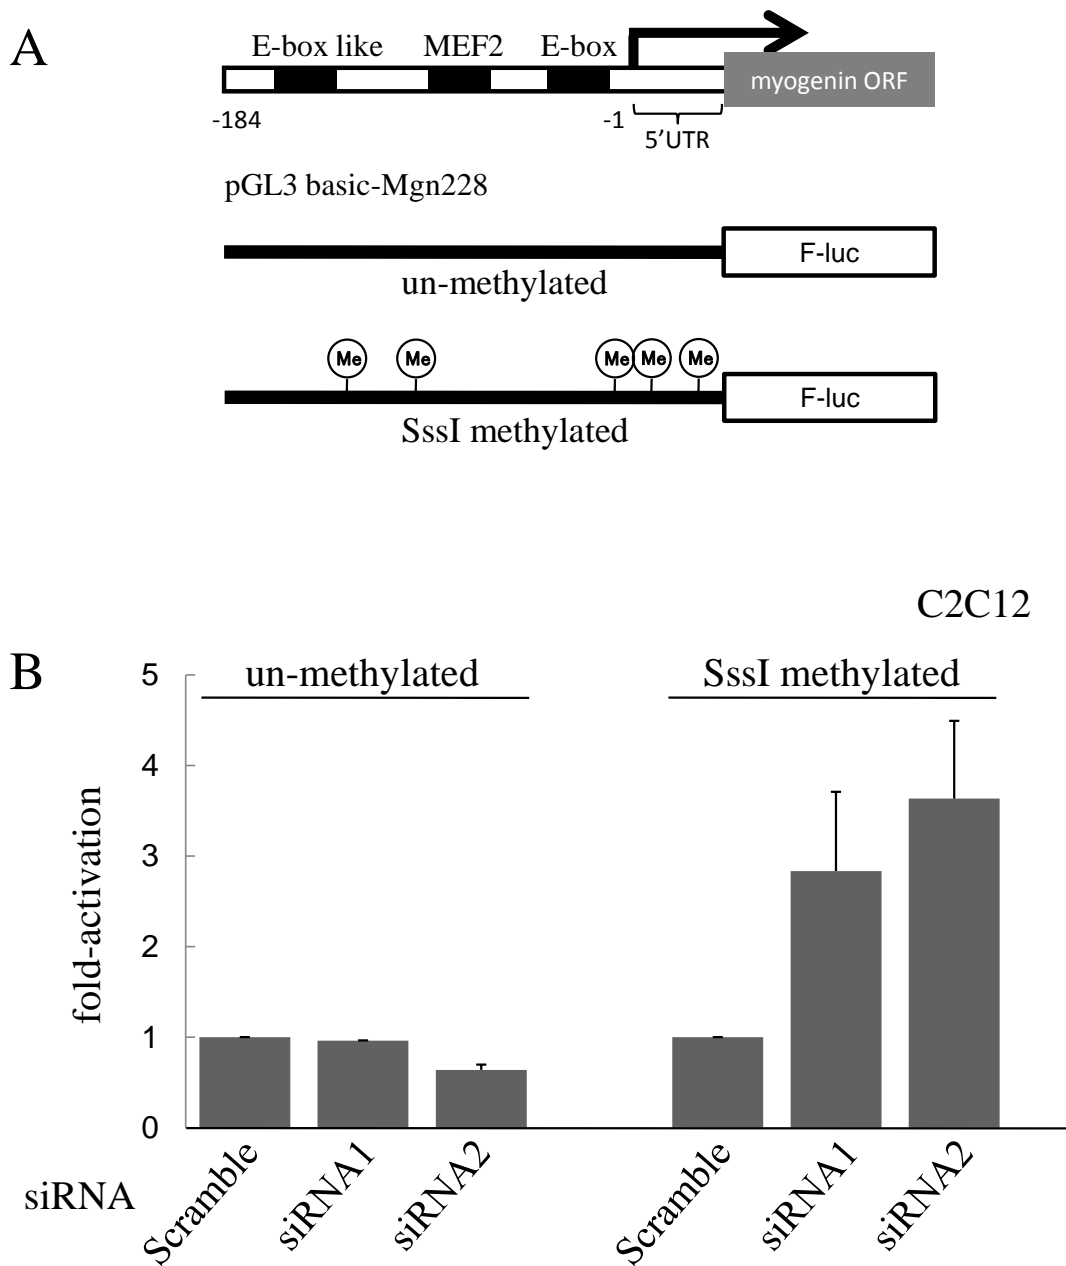 A
E-box like MEF2 E-box
myogenin ORF
-184 -1
5’UTR
pGL3 basic-Mgn228
F-luc
un-methylated
Me Me Me Me Me
F-luc
SssI methylated
C2C12
B
un-methylated SssI methylated
fold-activation
5
4
3
2
1
0
siRNA
Scramble siRNA1 siRNA2 Scramble siRNA1 siRNA2